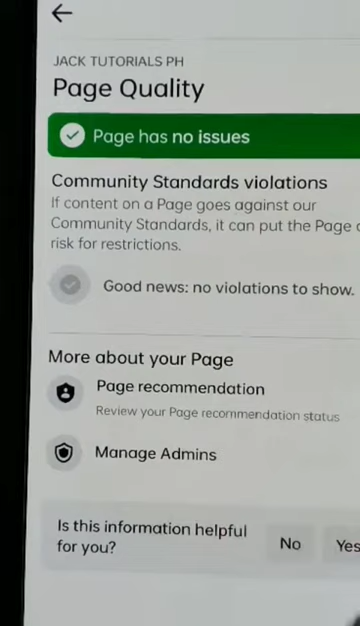 JACK TUTORIALS PH
Page Quality
Page has no issues
Community Standards violations
If content on a Page goes against our
Community Standards, it can put the Page
risk for restrictions.
Good news: no violations to show.
More about your Page
Page recommendation
Review your Page recommendation status
Manage Admins
Is this information helpful
for you?
No
Yes